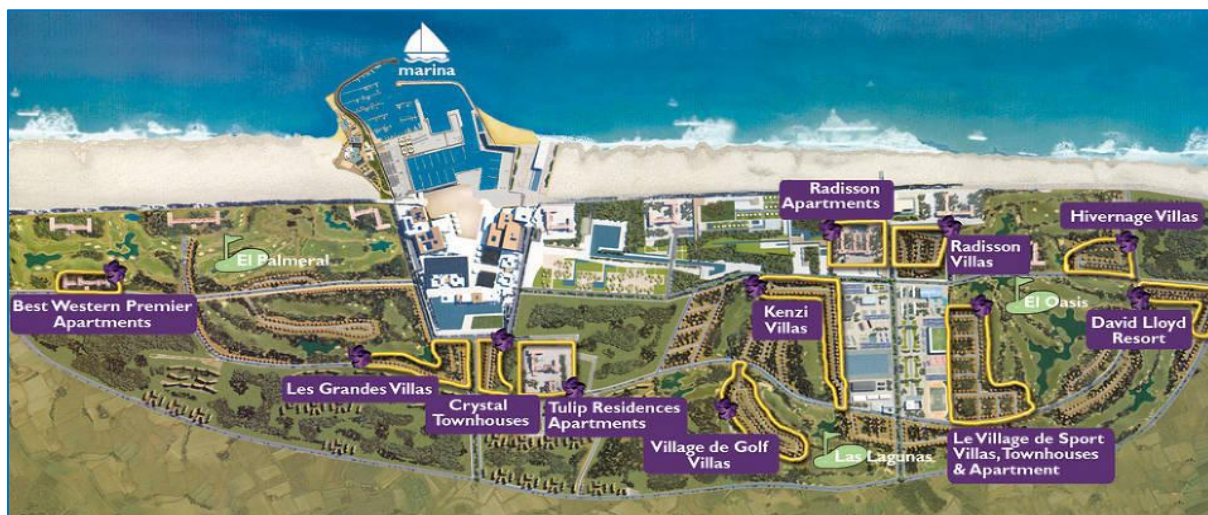 marina
Radisson
Apartments
Hivernage Villas
Radisson
Villas
El Palmeral
Best Western Premier
Apartments
Kenzi
Villas
El Oasis
David Lloyd
Resort
Les Grandes Villas
Crystal
Townhouses
Tulip Residences
Apartments
Village de Golf
Villas
Las Lagunas
Le Village de Sport
Villas, Townhouses
& Apartment